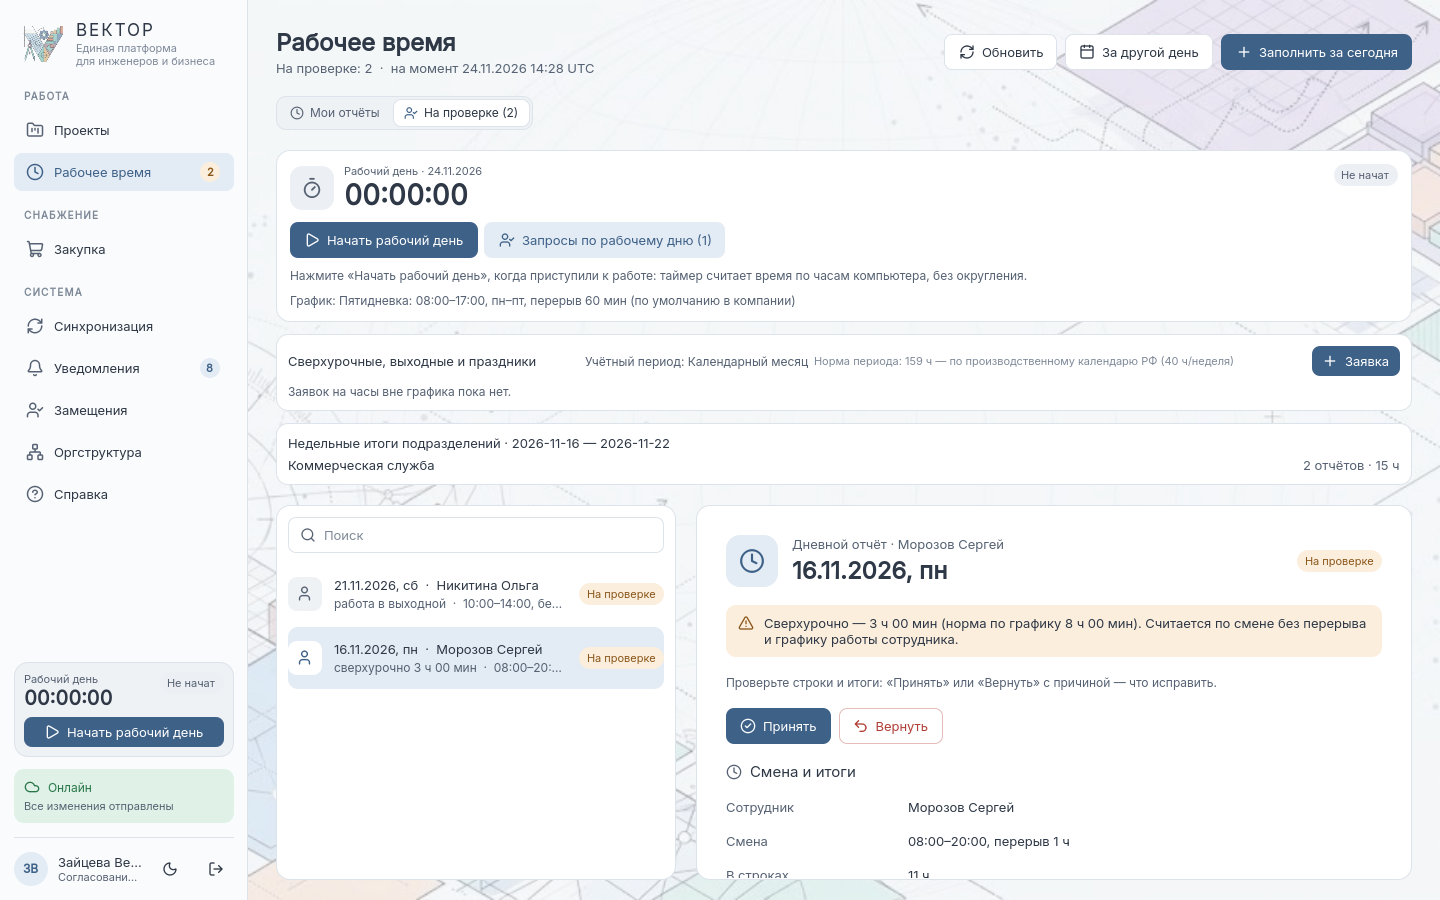 ВЕКТОР
Единая платформа
для инженеров и бизнеса
РАБОТА
Проекты
Рабочее время 2
СНАБЖЕНИЕ
Закупка
СИСТЕМА
Синхронизация
Уведомления 8
Замещения
Оргструктура
Справка
Рабочий день
Не начат
00:00:00
Начать рабочий день
Онлайн
Все изменения отправлены
ЗВ
Зайцева Ве...
Согласовани...
Рабочее время
На проверке: 2 · на момент 24.11.2026 14:28 UTC
Обновить
За другой день
Заполнить за сегодня
Мои отчёты
На проверке (2)
Рабочий день · 24.11.2026
00:00:00
Не начат
Начать рабочий день
Запросы по рабочему дню (1)
Нажмите «Начать рабочий день», когда приступили к работе: таймер считает время по часам компьютера, без округления.
График: Пятидневка: 08:00–17:00, пн–пт, перерыв 60 мин (по умолчанию в компании)
Сверхурочные, выходные и праздники
Учётный период: Календарный месяц
Норма периода: 159 ч — по производственному календарю РФ (40 ч/неделя)
Заявка
Заявок на часы вне графика пока нет.
Недельные итоги подразделений · 2026-11-16 — 2026-11-22
Коммерческая служба
2 отчётов · 15 ч
Поиск
21.11.2026, сб · Никитина Ольга
работа в выходной · 10:00–14:00, бе...
На проверке
16.11.2026, пн · Морозов Сергей
сверхурочно 3 ч 00 мин · 08:00–20:...
На проверке
Дневной отчёт · Морозов Сергей
16.11.2026, пн
На проверке
Сверхурочно — 3 ч 00 мин (норма по графику 8 ч 00 мин). Считается по смене без перерыва
и графику работы сотрудника.
Проверьте строки и итоги: «Принять» или «Вернуть» с причиной — что исправить.
Принять
Вернуть
Смена и итоги
Сотрудник
Морозов Сергей
Смена
08:00–20:00, перерыв 1 ч
В строках
11 ч